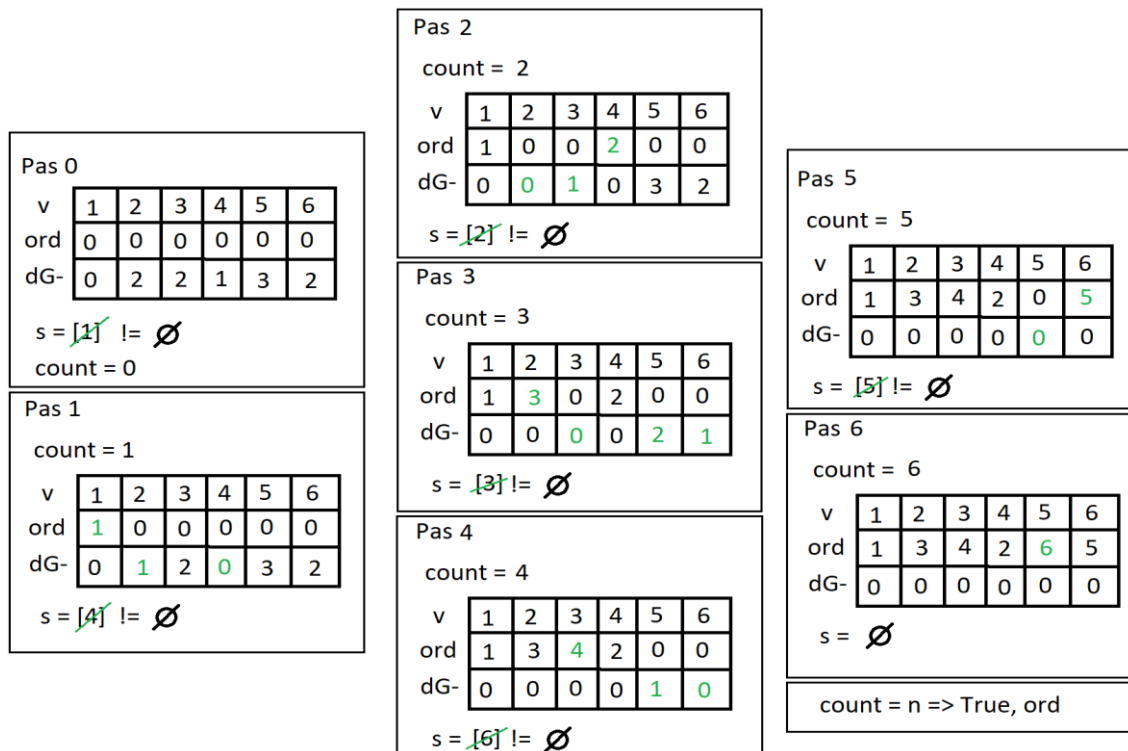 Pas 0
v 1 2 3 4 5 6
ord 0 0 0 0 0 0
dG- 0 2 2 1 3 2
s = [1] != ∅
count = 0
Pas 1
count = 1
v 1 2 3 4 5 6
ord 1 0 0 0 0 0
dG- 0 1 2 0 3 2
s = [4] != ∅
Pas 2
count = 2
v 1 2 3 4 5 6
ord 1 0 0 2 0 0
dG- 0 0 1 0 3 2
s = [2] != ∅
Pas 3
count = 3
v 1 2 3 4 5 6
ord 1 3 0 2 0 0
dG- 0 0 0 0 2 1
s = [3] != ∅
Pas 4
count = 4
v 1 2 3 4 5 6
ord 1 3 4 2 0 0
dG- 0 0 0 0 1 0
s = [6] != ∅
Pas 5
count = 5
v 1 2 3 4 5 6
ord 1 3 4 2 0 5
dG- 0 0 0 0 0 0
s = [5] != ∅
Pas 6
count = 6
v 1 2 3 4 5 6
ord 1 3 4 2 6 5
dG- 0 0 0 0 0 0
s = ∅
count = n => True, ord